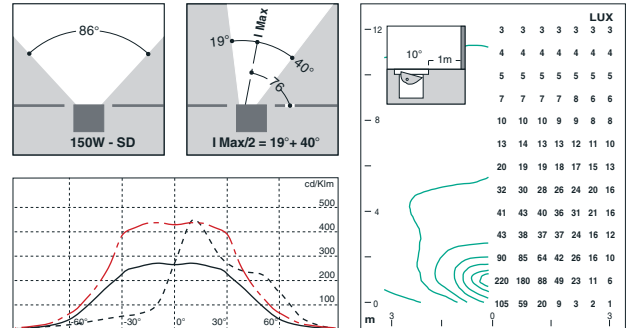 86°
150W - SD
I Max
19°
40°
76
I Max/2 = 19°+ 40°
cd/Klm
500
400
300
200
100
-60° -30° 0° 30° 60°
LUX
10°
1m
12 3 3 3 3 3 3 3
4 4 4 4 4 4 4
5 5 5 5 5 5 5
7 7 7 7 8 6 6
8 10 10 10 9 9 8 8
13 14 13 13 12 11 10
20 19 19 18 17 15 13
32 30 28 26 24 20 16
4 41 43 40 36 31 21 16
43 38 37 37 24 16 12
90 85 64 42 26 16 10
220 180 88 49 23 11 6
0 105 59 20 9 3 2 1
m 3 0 3